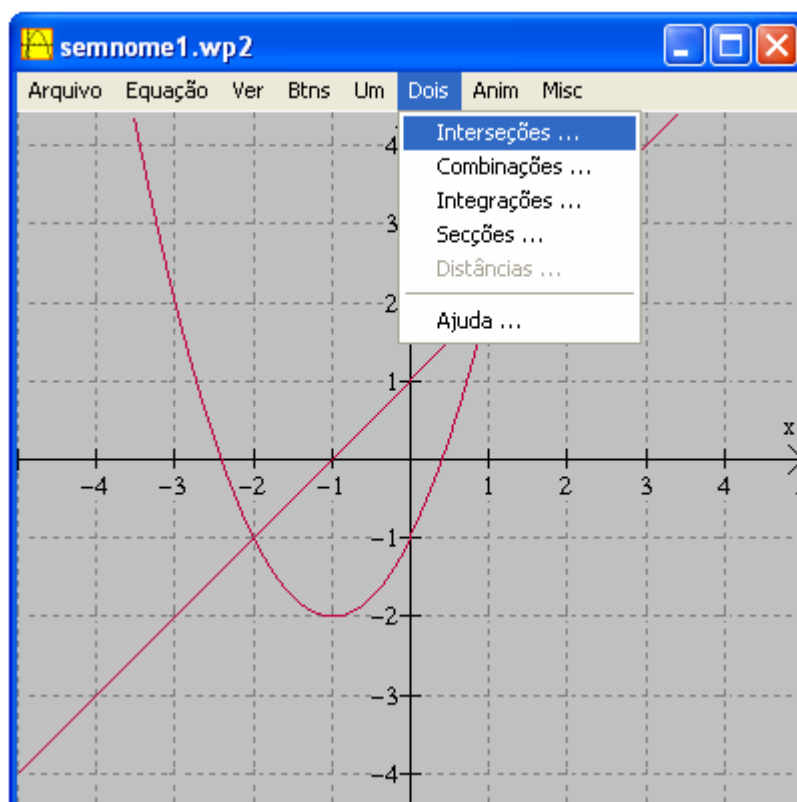 semnome1.wp2
Arquivo Equação Ver Btns Um Dois Anim Misc
Interseções ...
Combinações ...
Integrações ...
Secções ...
Distâncias ...
Ajuda ...
4
3
2
1
x
−4 −3 −2 −1 1 2 3 4
−1
−2
−3
−4